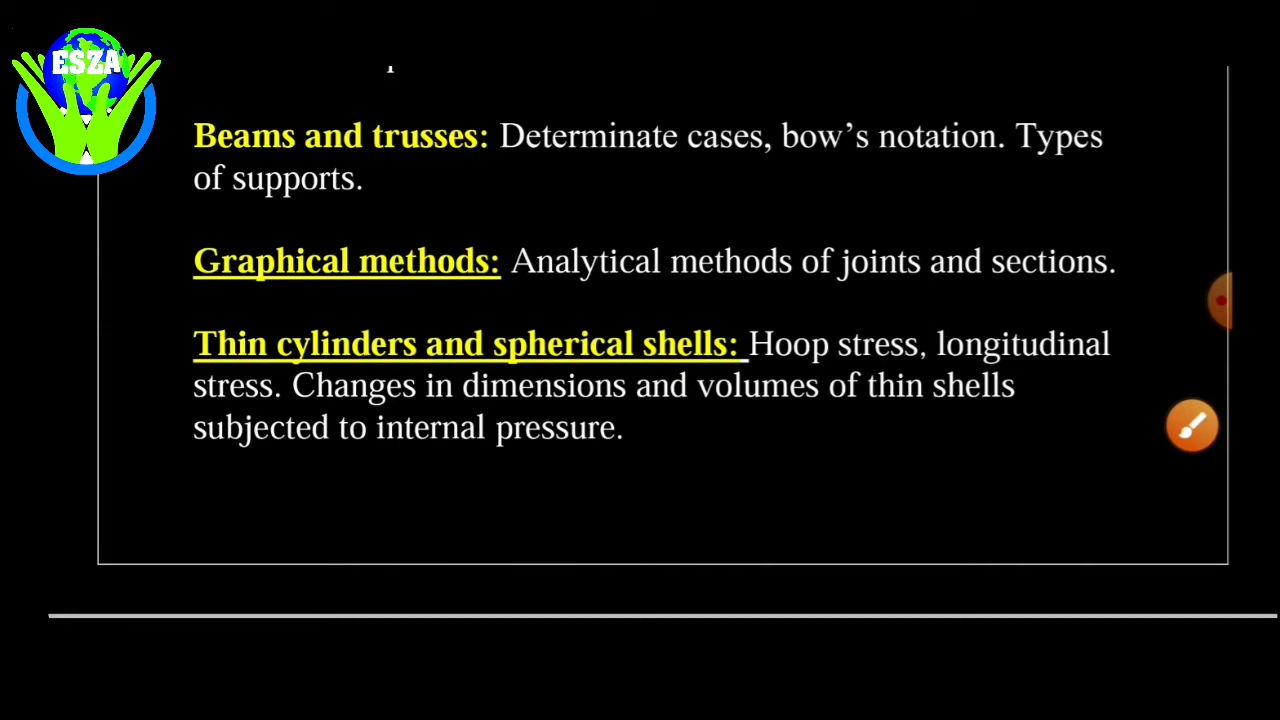 ESZA
Beams and trusses: Determinate cases, bow’s notation. Types
of supports.
Graphical methods: Analytical methods of joints and sections.
Thin cylinders and spherical shells: Hoop stress, longitudinal
stress. Changes in dimensions and volumes of thin shells
subjected to internal pressure.